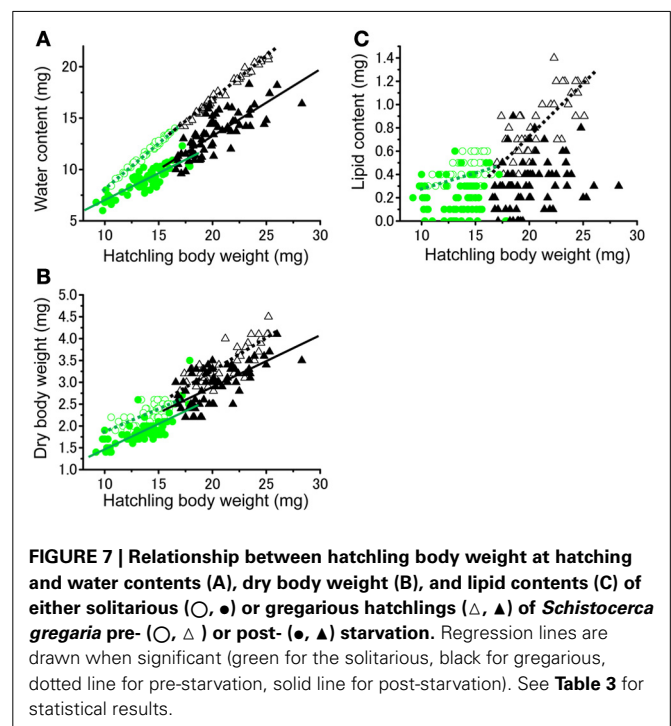 A
Water content (mg)
20
15
10
5
10 15 20 25 30
Hatchling body weight (mg)
C
Lipid content (mg)
1.4
1.2
1.0
0.8
0.6
0.4
0.2
0.0
10 15 20 25 30
Hatchling body weight (mg)
B
Dry body weight (mg)
5.0
4.5
4.0
3.5
3.0
2.5
2.0
1.5
1.0
10 15 20 25 30
Hatchling body weight (mg)
FIGURE 7 | Relationship between hatchling body weight at hatching
and water contents (A), dry body weight (B), and lipid contents (C) of
either solitarious (○, ●) or gregarious hatchlings (△, ▲) of Schistocerca
gregaria pre- (○, △ ) or post- (●, ▲) starvation. Regression lines are
drawn when significant (green for the solitarious, black for gregarious,
dotted line for pre-starvation, solid line for post-starvation). See Table 3 for
statistical results.